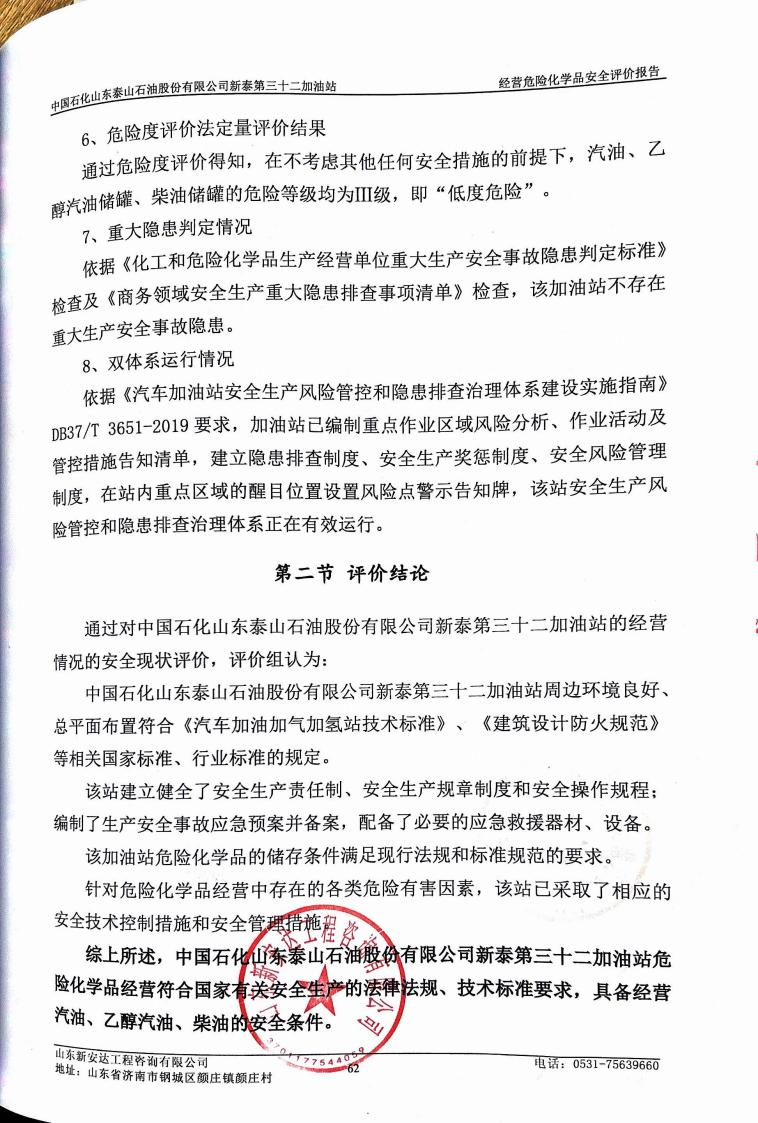 中国石化山东泰山石油股份有限公司新泰第三十二加油站 经营危险化学品安全评价报告
6、危险度评价法定量评价结果
通过危险度评价得知，在不考虑其他任何安全措施的前提下，汽油、乙
醇汽油储罐、柴油储罐的危险等级均为III级，即“低度危险”。
7、重大隐患判定情况
依据《化工和危险化学品生产经营单位重大生产安全事故隐患判定标准》
检查及《商务领域安全生产重大隐患排查事项清单》检查，该加油站不存在
重大生产安全事故隐患。
8、双体系运行情况
依据《汽车加油站安全生产风险管控和隐患排查治理体系建设实施指南》
DB37/T 3651-2019 要求，加油站已编制重点作业区域风险分析、作业活动及
管控措施告知清单，建立隐患排查制度、安全生产奖惩制度、安全风险管理
制度，在站内重点区域的醒目位置设置风险点警示告知牌，该站安全生产风
险管控和隐患排查治理体系正在有效运行。
第二节 评价结论
通过对中国石化山东泰山石油股份有限公司新泰第三十二加油站的经营
情况的安全现状评价，评价组认为：
中国石化山东泰山石油股份有限公司新泰第三十二加油站周边环境良好、
总平面布置符合《汽车加油加气加氢站技术标准》、《建筑设计防火规范》
等相关国家标准、行业标准的规定。
该站建立健全了安全生产责任制、安全生产规章制度和安全操作规程；
编制了生产安全事故应急预案并备案，配备了必要的应急救援器材、设备。
该加油站危险化学品的储存条件满足现行法规和标准规范的要求。
针对危险化学品经营中存在的各类危险有害因素，该站已采取了相应的
安全技术控制措施和安全管理措施。
综上所述，中国石化山东泰山石油股份有限公司新泰第三十二加油站危
险化学品经营符合国家有关安全生产的法律法规、技术标准要求，具备经营
汽油、乙醇汽油、柴油的安全条件。
山东新安达工程咨询有限公司
3701177544059
山东新安达工程咨询有限公司
地址：山东省济南市钢城区颜庄镇颜庄村 62 电话：0531-75639660